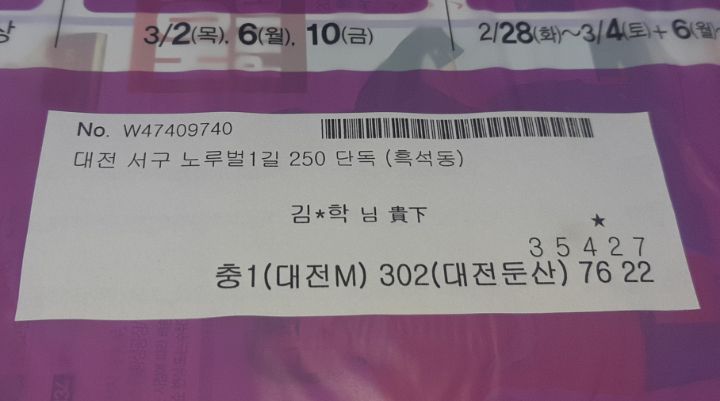 상 3/2(목), 6(월), 10(금) 2/28(화)~3/4(토)+6(월)
No. W47409740
대전 서구 노루벌1길 250 단독 (흑석동)
김*학 님 貴下
★
35427
충1(대전M) 302(대전둔산) 76 22